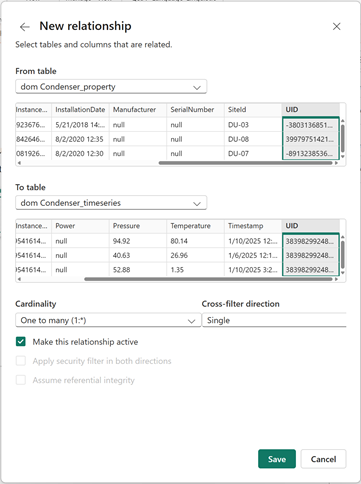 New relationship
Select tables and columns that are related.
From table
dom Condenser_property
Instance... InstallationDate Manufacturer SerialNumber SiteId UID
923676... 5/21/2018 14:... null null DU-03 -3803136851...
842646... 8/2/2020 12:35 null null DU-08 39979751421...
081926... 8/2/2020 12:30 null null DU-07 -8913238536...
To table
dom Condenser_timeseries
Instance... Power Pressure Temperature Timestamp UID
0541614... null 94.92 80.14 1/10/2025 12:... 38398299248...
0541614... null 40.63 26.96 1/6/2025 12:1... 38398299248...
0541614... null 52.88 1.35 1/10/2025 3:2... 38398299248...
Cardinality Cross-filter direction
One to many (1:*) Single
Make this relationship active
Apply security filter in both directions
Assume referential integrity
Save Cancel